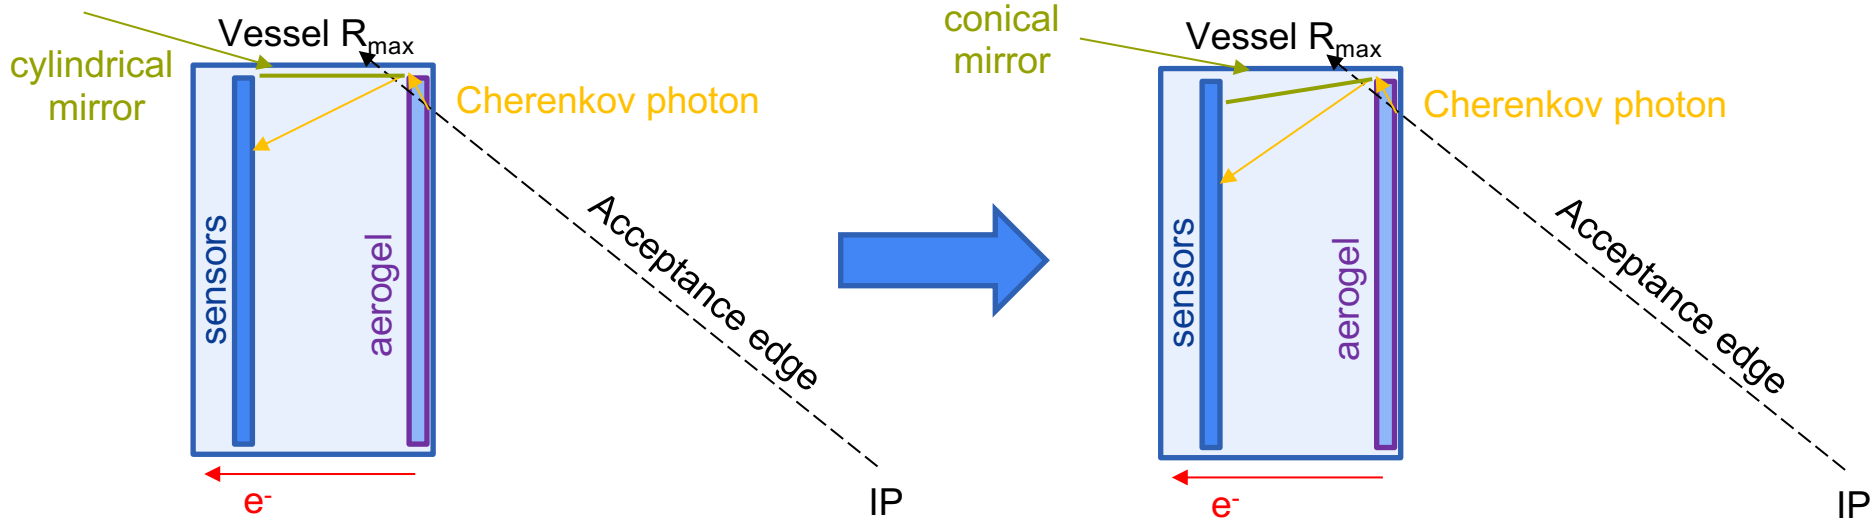 Vessel Rmax
cylindrical
mirror
Cherenkov photon
sensors
aerogel
Acceptance edge
e-
IP
conical
mirror
Vessel Rmax
Cherenkov photon
sensors
aerogel
Acceptance edge
e-
IP